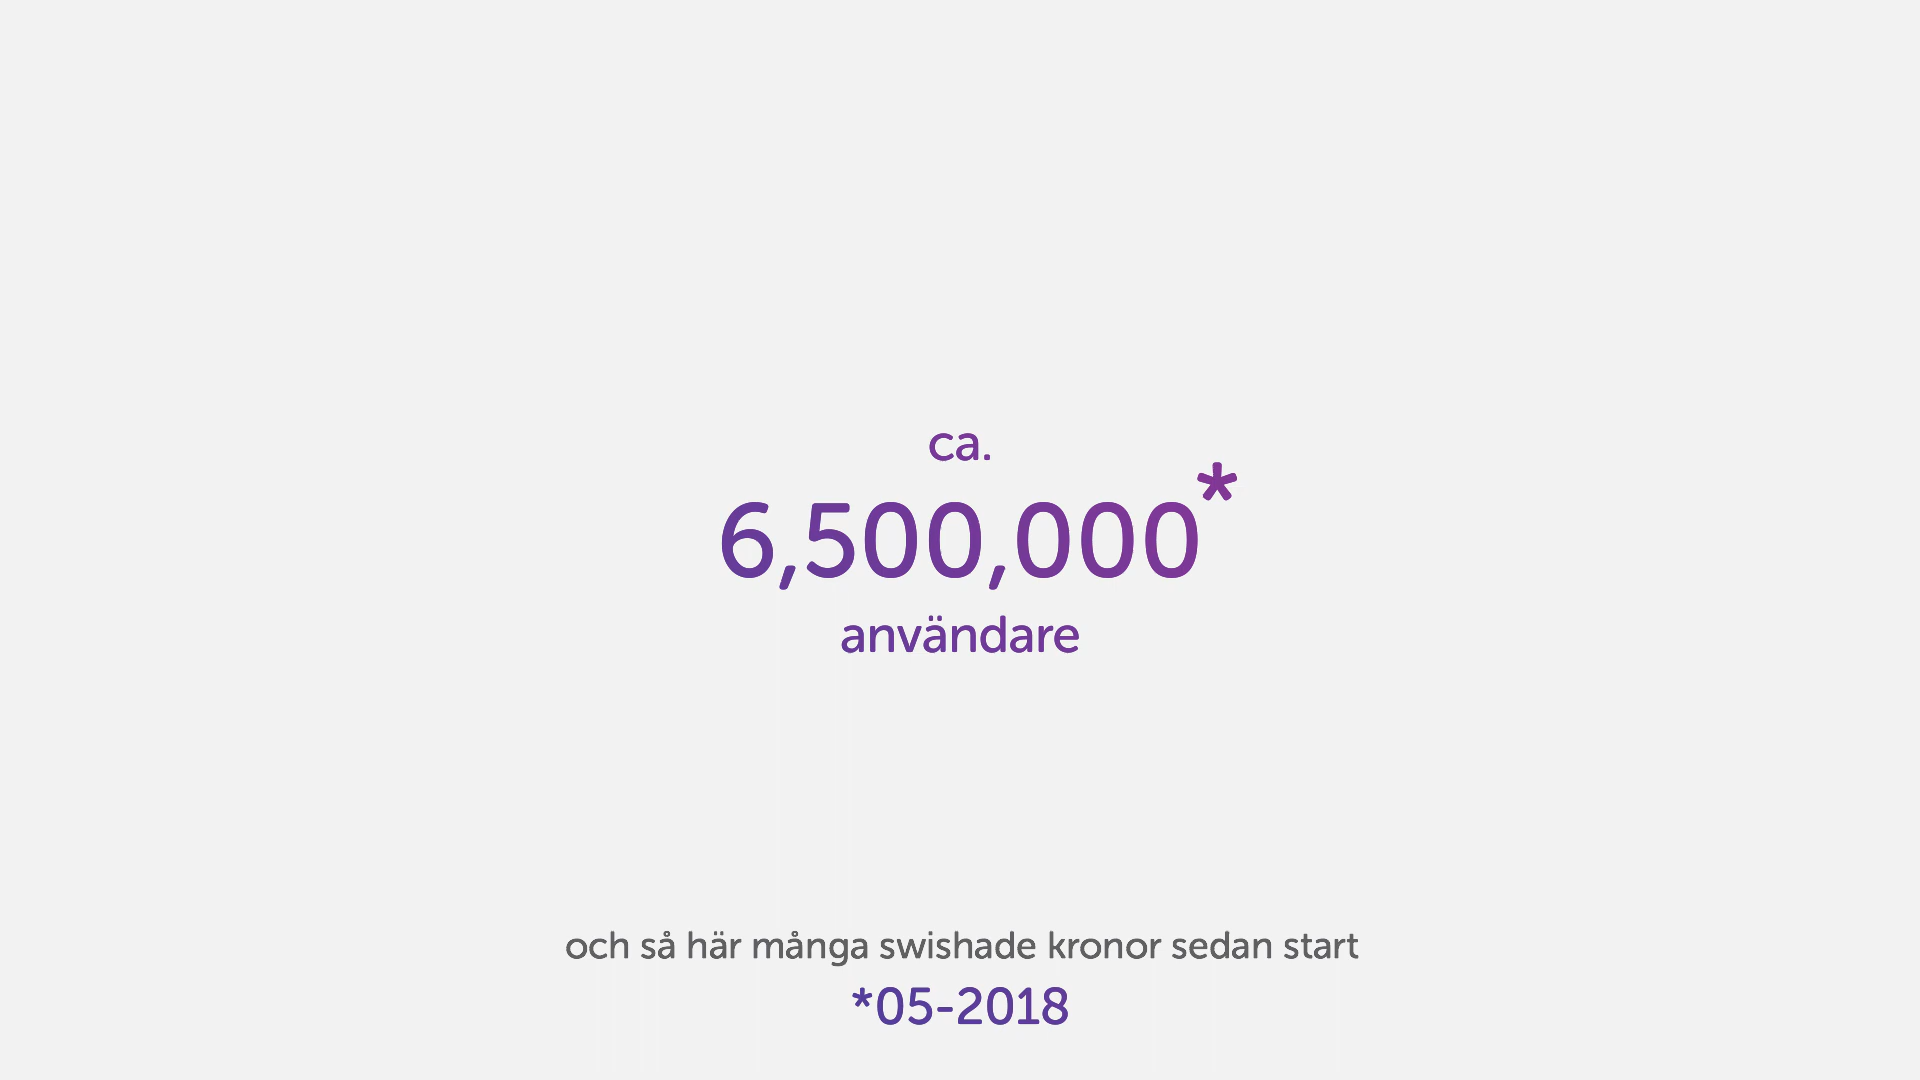 ca.
6,500,000*
användare
och så här många swishade kronor sedan start
*05-2018